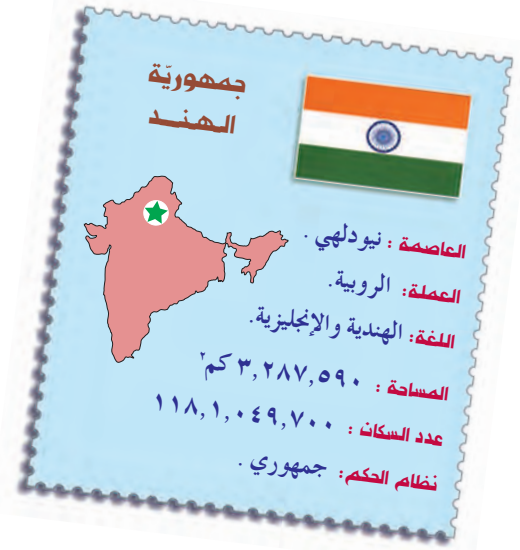 جمهوريّة
الهنـــد
العاصمة : نيودلهي .
العملة: الروبية.
اللغة: الهندية والإنجليزية.
المساحة : ٣,٢٨٧,٥٩٠ كم٢
عدد السكان : ١١٨,١,٠٤٩,٧٠٠
نظام الحكم: جمهوري .